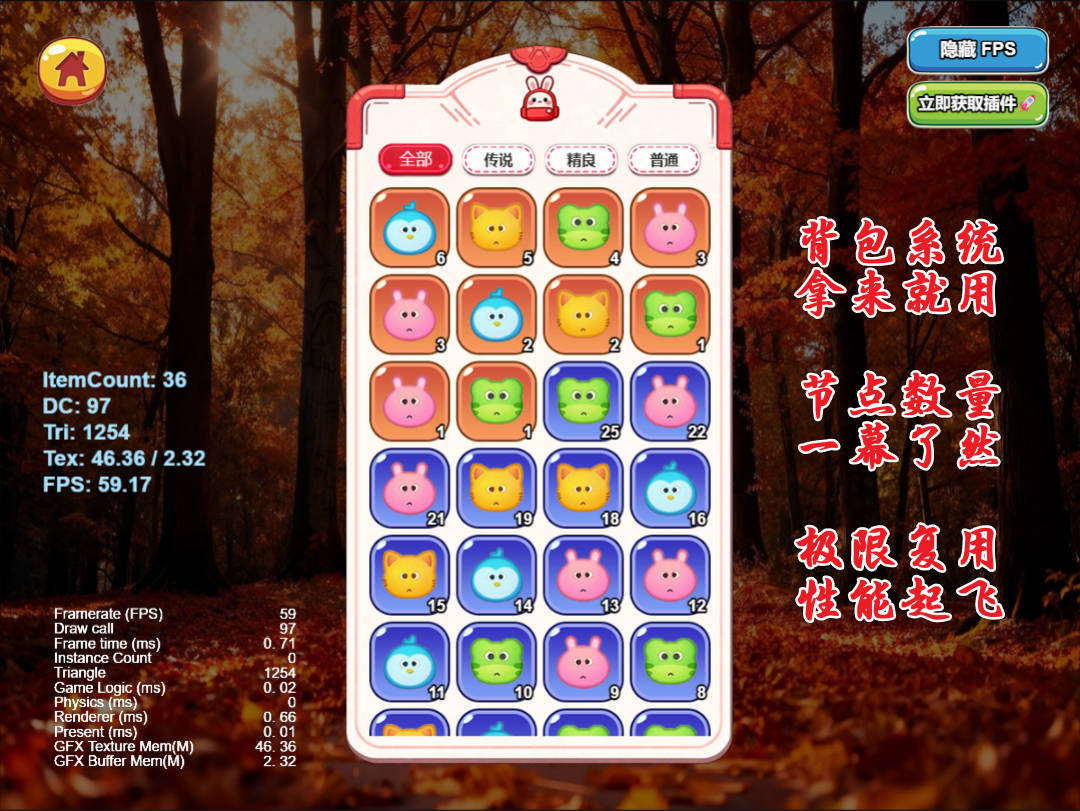 隐藏 FPS
立即获取插件
全部
传说
精良
普通
6
5
4
3
3
2
2
1
1
1
25
22
21
19
18
16
15
14
13
12
11
10
9
8
背包系统
拿来就用
节点数量
一幕了然
极限复用
性能起飞
ItemCount: 36
DC: 97
Tri: 1254
Tex: 46.36 / 2.32
FPS: 59.17
Framerate (FPS) 59
Draw call 97
Frame time (ms) 0.71
Instance Count 0
Triangle 1254
Game Logic (ms) 0.02
Physics (ms) 0
Renderer (ms) 0.66
Present (ms) 0.01
GFX Texture Mem(M) 46.36
GFX Buffer Mem(M) 2.32